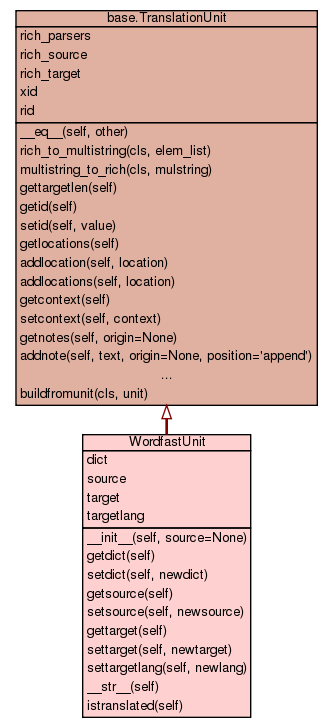 base.TranslationUnit
rich_parsers
rich_source
rich_target
xid
rid
__eq__(self, other)
rich_to_multistring(cls, elem_list)
multistring_to_rich(cls, mulstring)
gettargetlen(self)
getid(self)
setid(self, value)
getlocations(self)
addlocation(self, location)
addlocations(self, location)
getcontext(self)
setcontext(self, context)
getnotes(self, origin=None)
addnote(self, text, origin=None, position='append')
...
buildfromunit(cls, unit)
WordfastUnit
dict
source
target
targetlang
__init__(self, source=None)
getdict(self)
setdict(self, newdict)
getsource(self)
setsource(self, newsource)
gettarget(self)
settarget(self, newtarget)
settargetlang(self, newlang)
__str__(self)
istranslated(self)